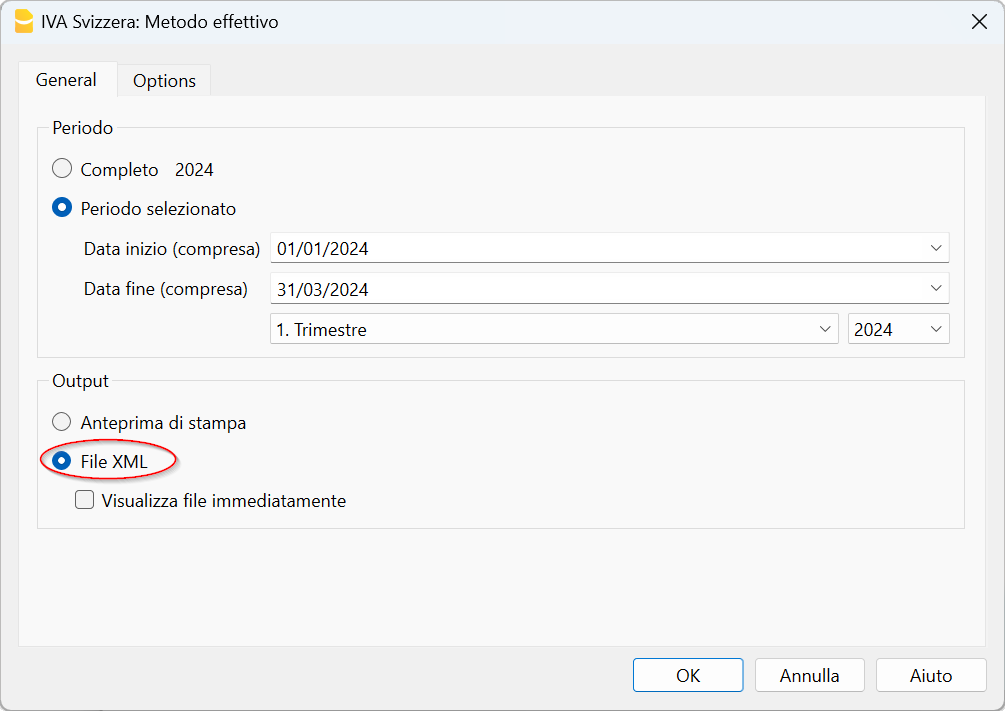 IVA Svizzera: Metodo effettivo
General Options
Periodo
Completo 2024
Periodo selezionato
Data inizio (compresa) 01/01/2024
Data fine (compresa) 31/03/2024
1. Trimestre 2024
Output
Anteprima di stampa
File XML
Visualizza file immediatamente
OK Annulla Aiuto